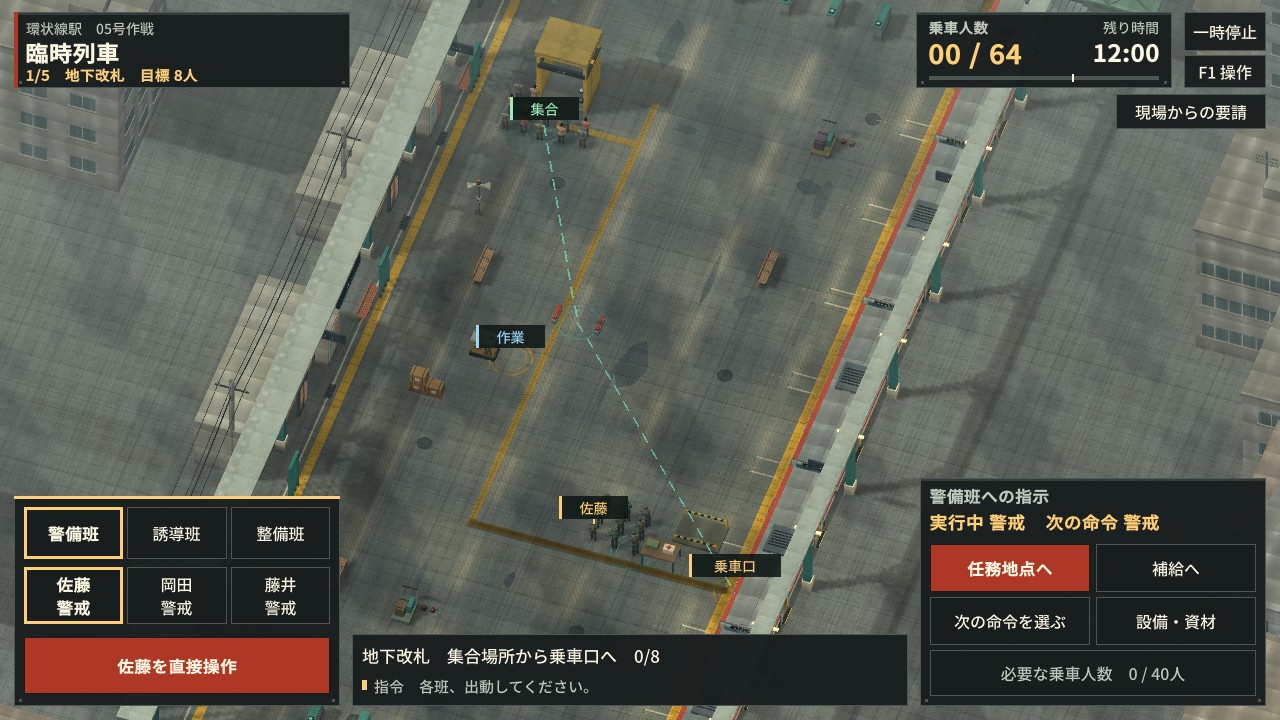 環状線駅　05号作戦
臨時列車
1/5　地下改札　目標 8人
乗車人数　残り時間
00 / 64　12:00
一時停止
F1 操作
現場からの要請
集合
作業
佐藤
乗車口
警備班　誘導班　整備班
佐藤　岡田　藤井
警戒　警戒　警戒
佐藤を直接操作
地下改札　集合場所から乗車口へ　0/8
指令　各班、出動してください。
警備班への指示
実行中 警戒　次の命令 警戒
任務地点へ　補給へ
次の命令を選ぶ　設備・資材
必要な乗車人数　0 / 40人